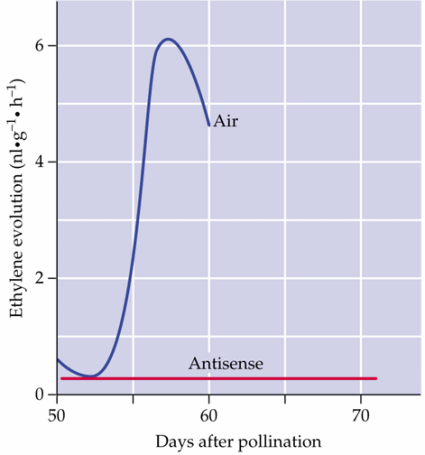 Ethylene evolution (nl•g⁻¹• h⁻¹)
6
4
2
0
Air
Antisense
50
60
70
Days after pollination